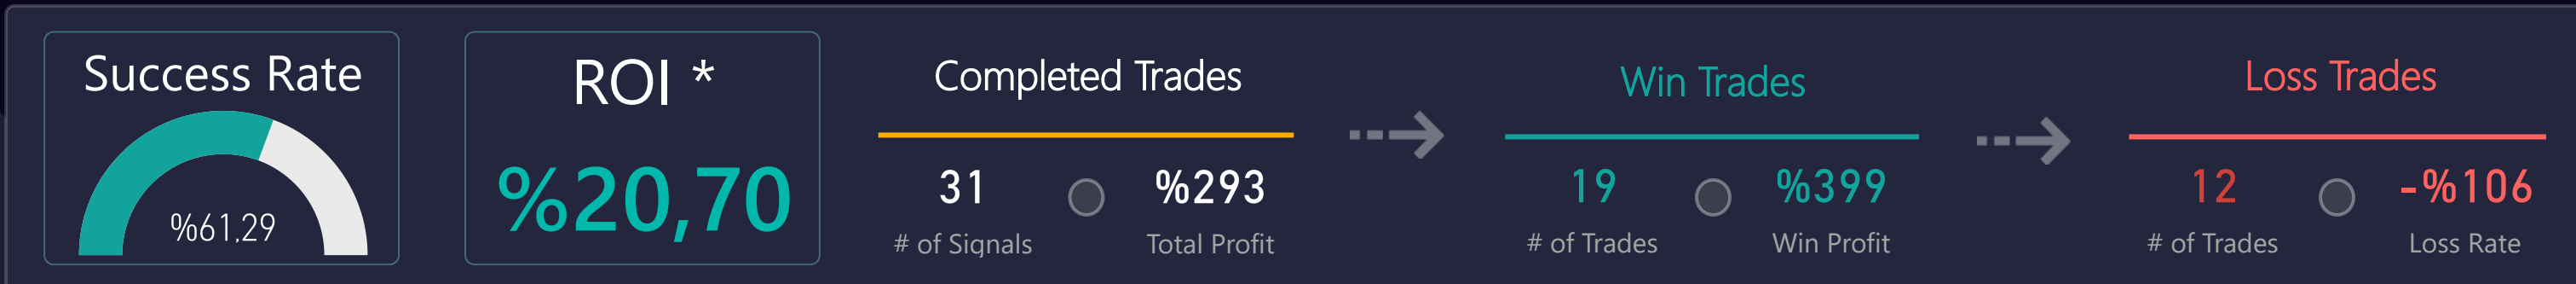 Success Rate
%61,29
ROI *
%20,70
Completed Trades
31
%293
# of Signals
Total Profit
Win Trades
19
%399
# of Trades
Win Profit
Loss Trades
12
-%106
# of Trades
Loss Rate